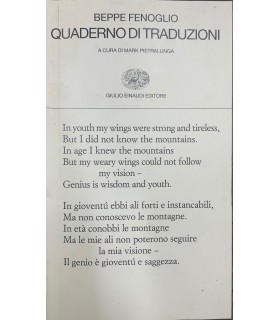 BEPPE FENOGLIO
QUADERNO DI TRADUZIONI
A CURA DI MARK PIETRALUNGA
GIULIO EINAUDI EDITORE
In youth my wings were strong and tireless,
But I did not know the mountains.
In age I knew the mountains
But my weary wings could not follow
my vision –
Genius is wisdom and youth.
In gioventú ebbi ali forti e instancabili,
Ma non conoscevo le montagne.
In età conobbi le montagne
Ma le mie ali non poterono seguire
la mia visione –
Il genio è gioventú e saggezza.